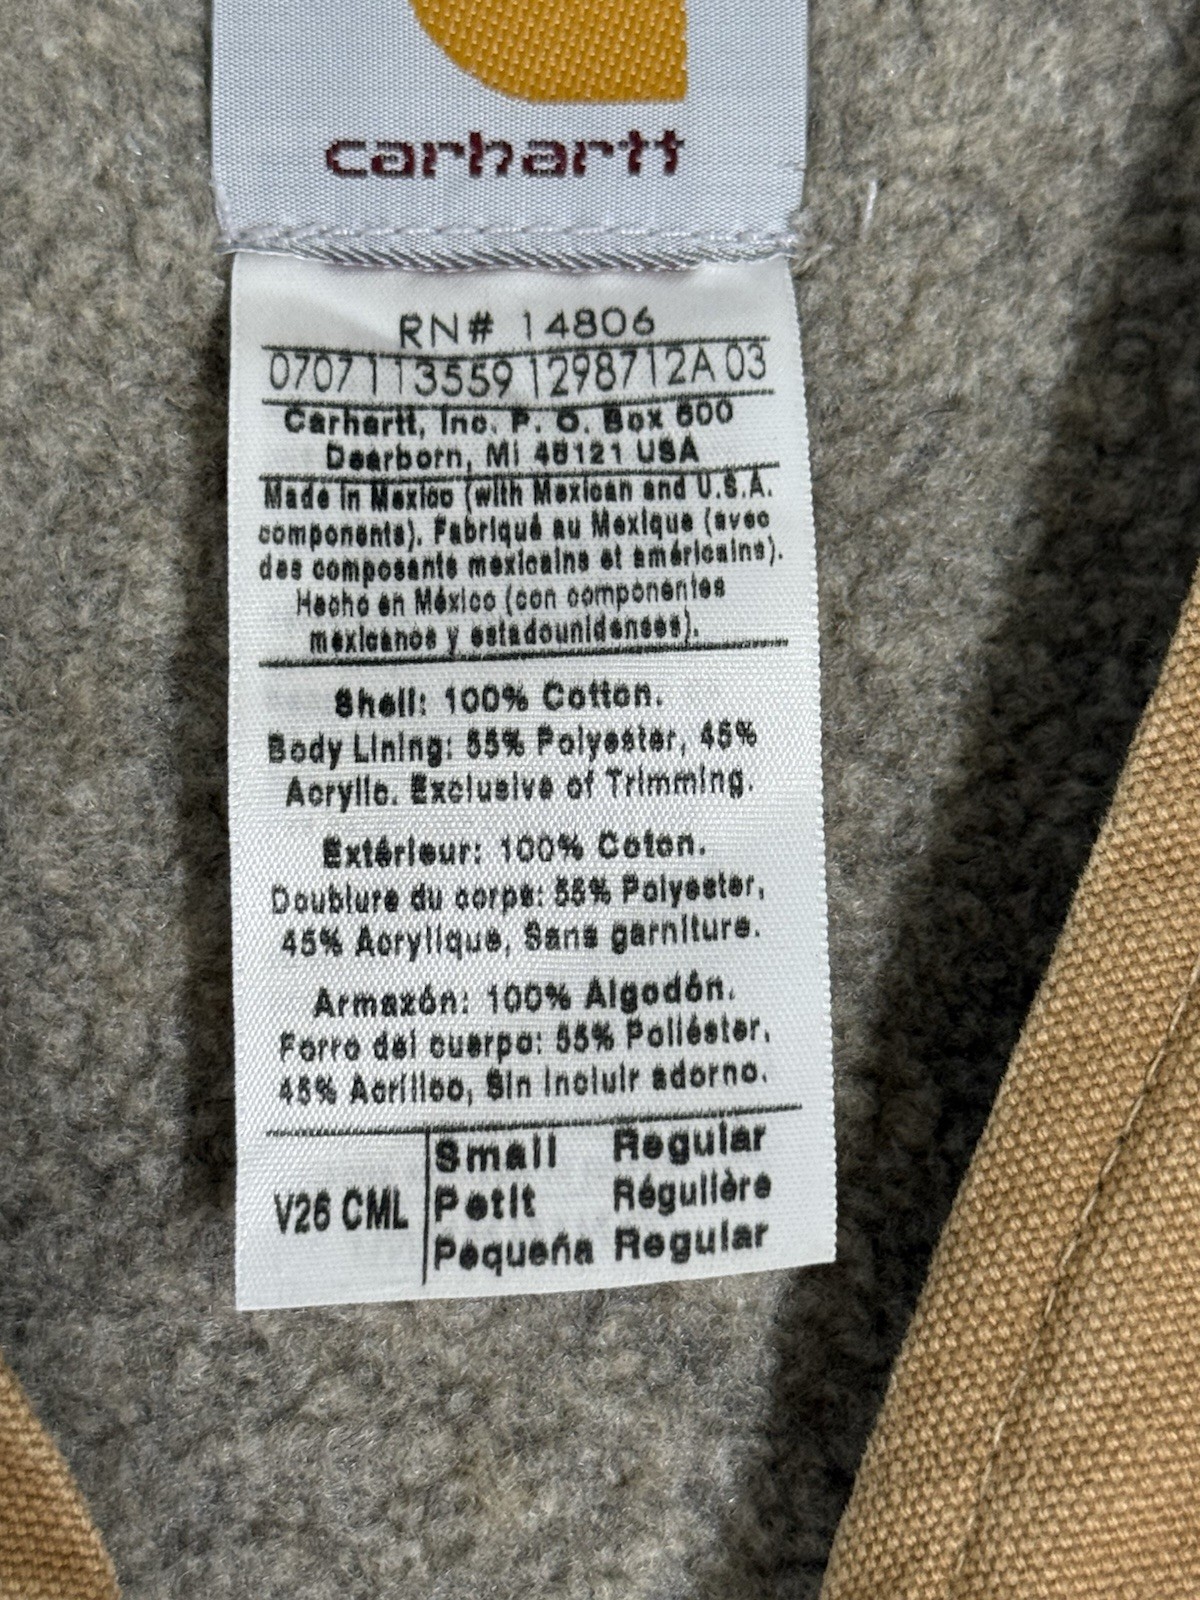 carhartt
RN# 14806
0707 113559 1298712A 03
Carhartt, Inc. P. O. Box 600
Dearborn, Mi 48121 USA
Made in Mexico (with Mexican and U.S.A.
components). Fabriqué au Mexique (avec
des composants mexicains et américains).
Hecho en México (con componentes
mexicanos y estadounidenses).
Shell: 100% Cotton.
Body Lining: 55% Polyester, 45%
Acrylic. Exclusive of Trimming.
Extérieur: 100% Coton.
Doublure du corps: 55% Polyester,
45% Acrylique, Sans garniture.
Armazón: 100% Algodón.
Forro del cuerpo: 55% Poliéster,
45% Acrílico, Sin incluir adorno.
V26 CML
Small Regular
Petit Régulière
Pequeña Regular